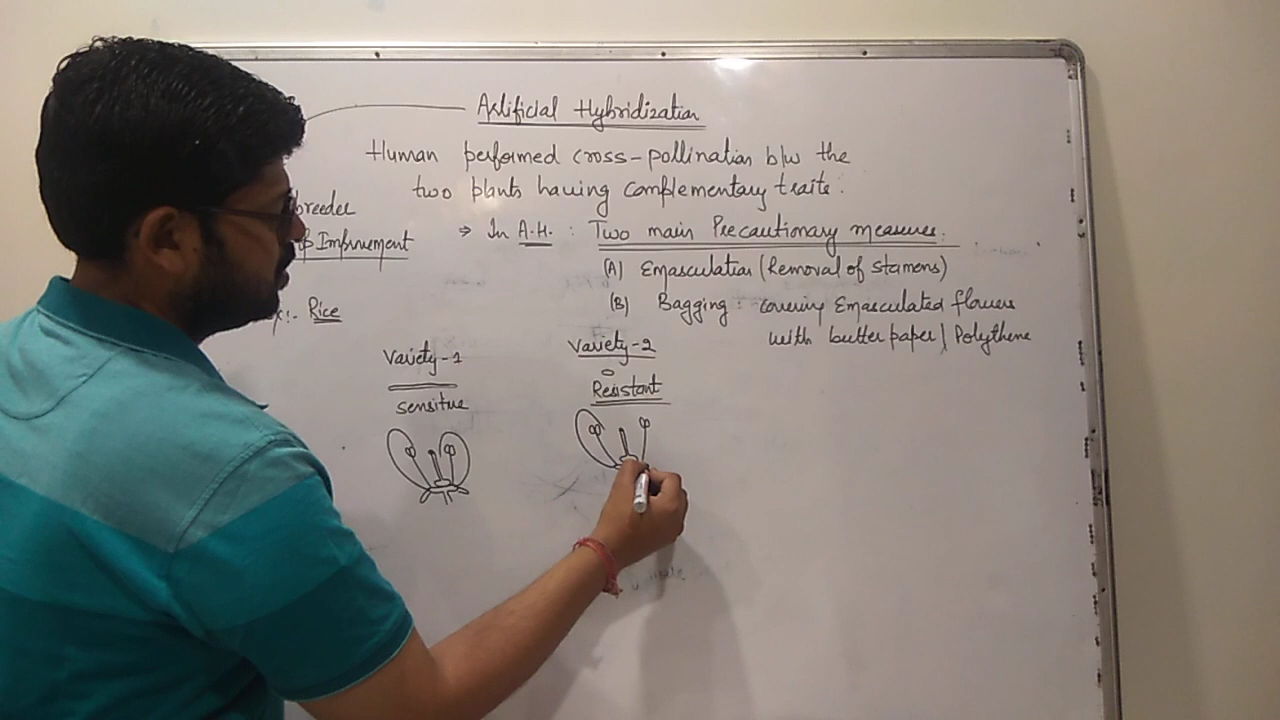 Artificial Hybridization
Human performed cross-pollination b/w the
two plants having complementary traits.
breeder
Improvement
⇒ In A.H. : Two main Precautionary measures.
(A) Emasculation (Removal of stamens)
(B) Bagging : covering Emasculated flowers
with butter paper / Polythene
:- Rice
Variety-1
sensitive
Variety-2
Resistant